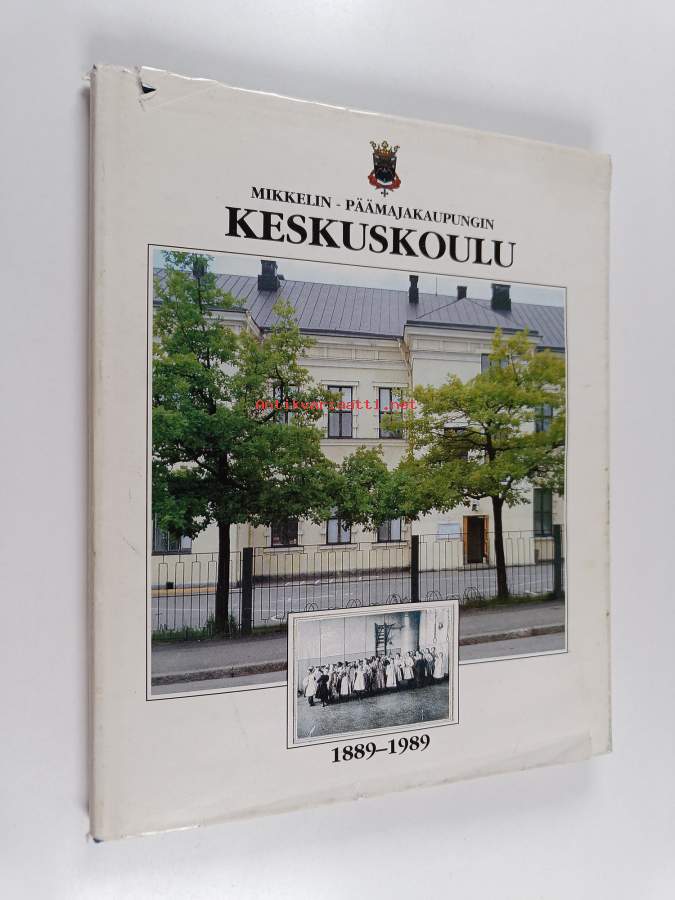 MIKKELIN - PÄÄMAJAKAUPUNGIN
KESKUSKOULU
Antikvariaatti.net
1889–1989